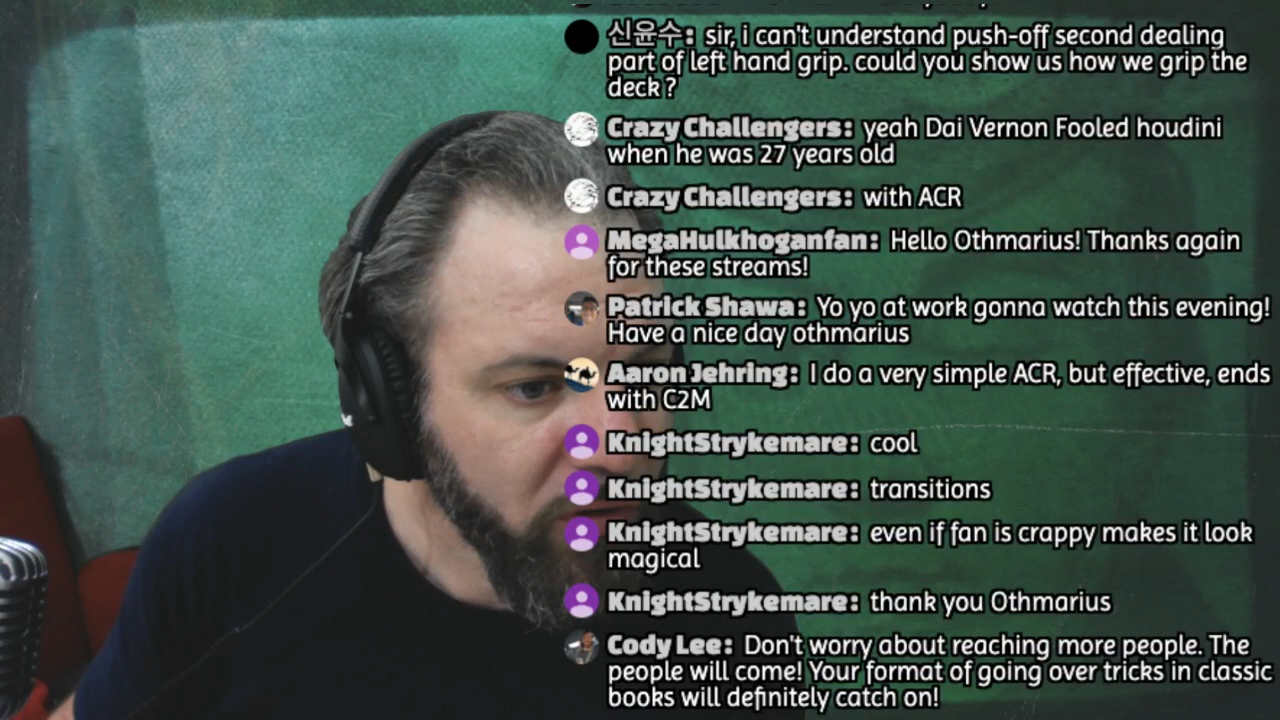 신윤수: sir, i can't understand push-off second dealing
part of left hand grip. could you show us how we grip the
deck ?
Crazy Challengers: yeah Dai Vernon Fooled houdini
when he was 27 years old
Crazy Challengers: with ACR
MegaHulkhoganfan: Hello Othmarius! Thanks again
for these streams!
Patrick Shawa: Yo yo at work gonna watch this evening!
Have a nice day othmarius
Aaron Jehring: I do a very simple ACR, but effective, ends
with C2M
KnightStrykemare: cool
KnightStrykemare: transitions
KnightStrykemare: even if fan is crappy makes it look
magical
KnightStrykemare: thank you Othmarius
Cody Lee: Don't worry about reaching more people. The
people will come! Your format of going over tricks in classic
books will definitely catch on!